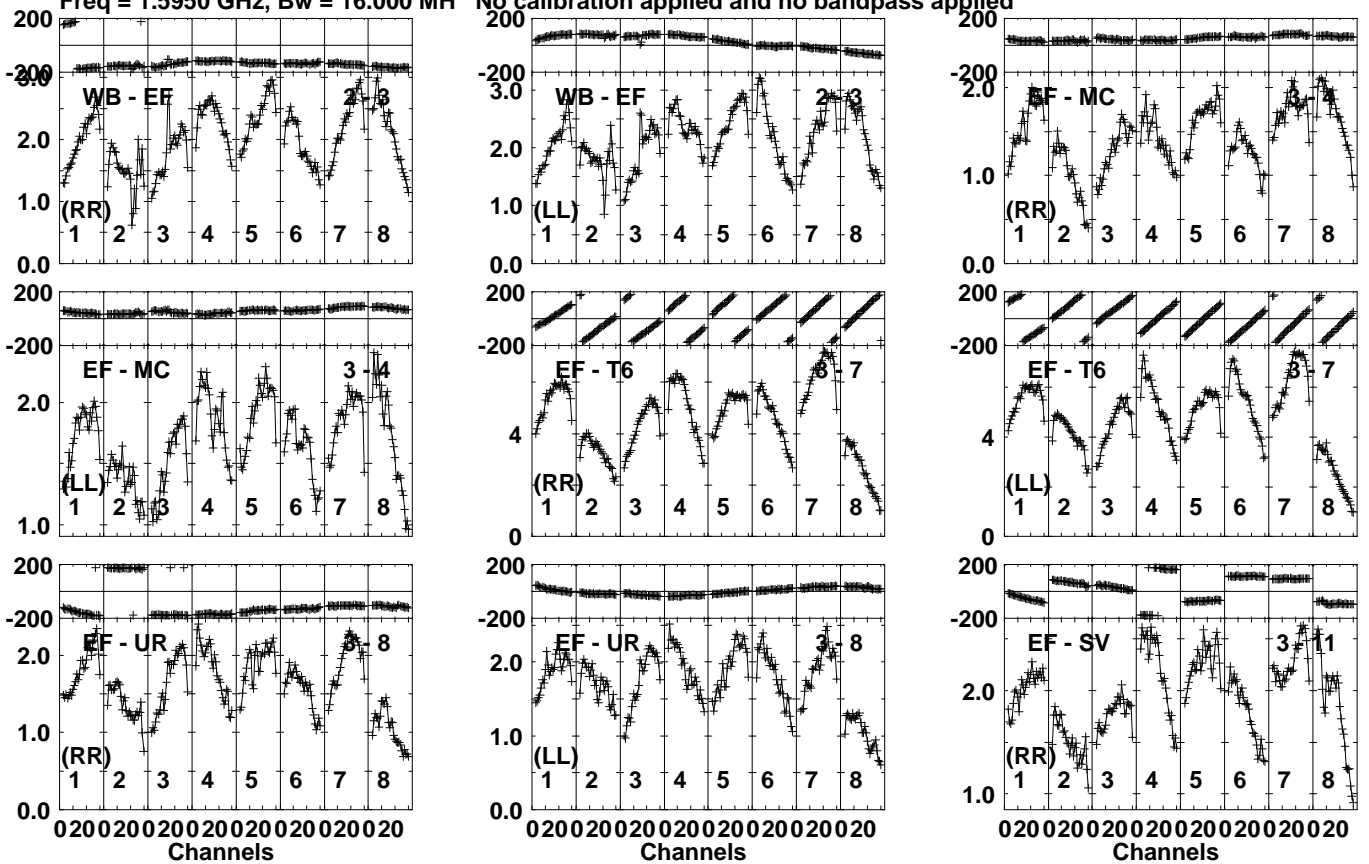 Freq = 1.5950 GHz, Bw = 16.000 MH No calibration applied and no bandpass applied
200
-200
3.0
2.0
1.0
0.0
WB - EF 2 - 3
(RR)
1 2 3 4 5 6 7 8
200
-200
3.0
2.0
1.0
0.0
WB - EF 2 - 3
(LL)
1 2 3 4 5 6 7 8
200
-200
2.0
1.0
0.0
EF - MC 3 - 4
(RR)
1 2 3 4 5 6 7 8
200
-200
2.0
1.0
EF - MC 3 - 4
(LL)
1 2 3 4 5 6 7 8
200
-200
4
0
EF - T6 3 - 7
(RR)
1 2 3 4 5 6 7 8
200
-200
4
0
EF - T6 3 - 7
(LL)
1 2 3 4 5 6 7 8
200
-200
2.0
1.0
0.0
EF - UR 3 - 8
(RR)
1 2 3 4 5 6 7 8
0 20 0 20 0 20 0 20 0 20 0 20 0 20 0 20
Channels
200
-200
2.0
1.0
0.0
EF - UR 3 - 8
(LL)
1 2 3 4 5 6 7 8
0 20 0 20 0 20 0 20 0 20 0 20 0 20 0 20
Channels
200
-200
2.0
1.0
EF - SV 3 - 11
(RR)
1 2 3 4 5 6 7 8
0 20 0 20 0 20 0 20 0 20 0 20 0 20 0 20
Channels